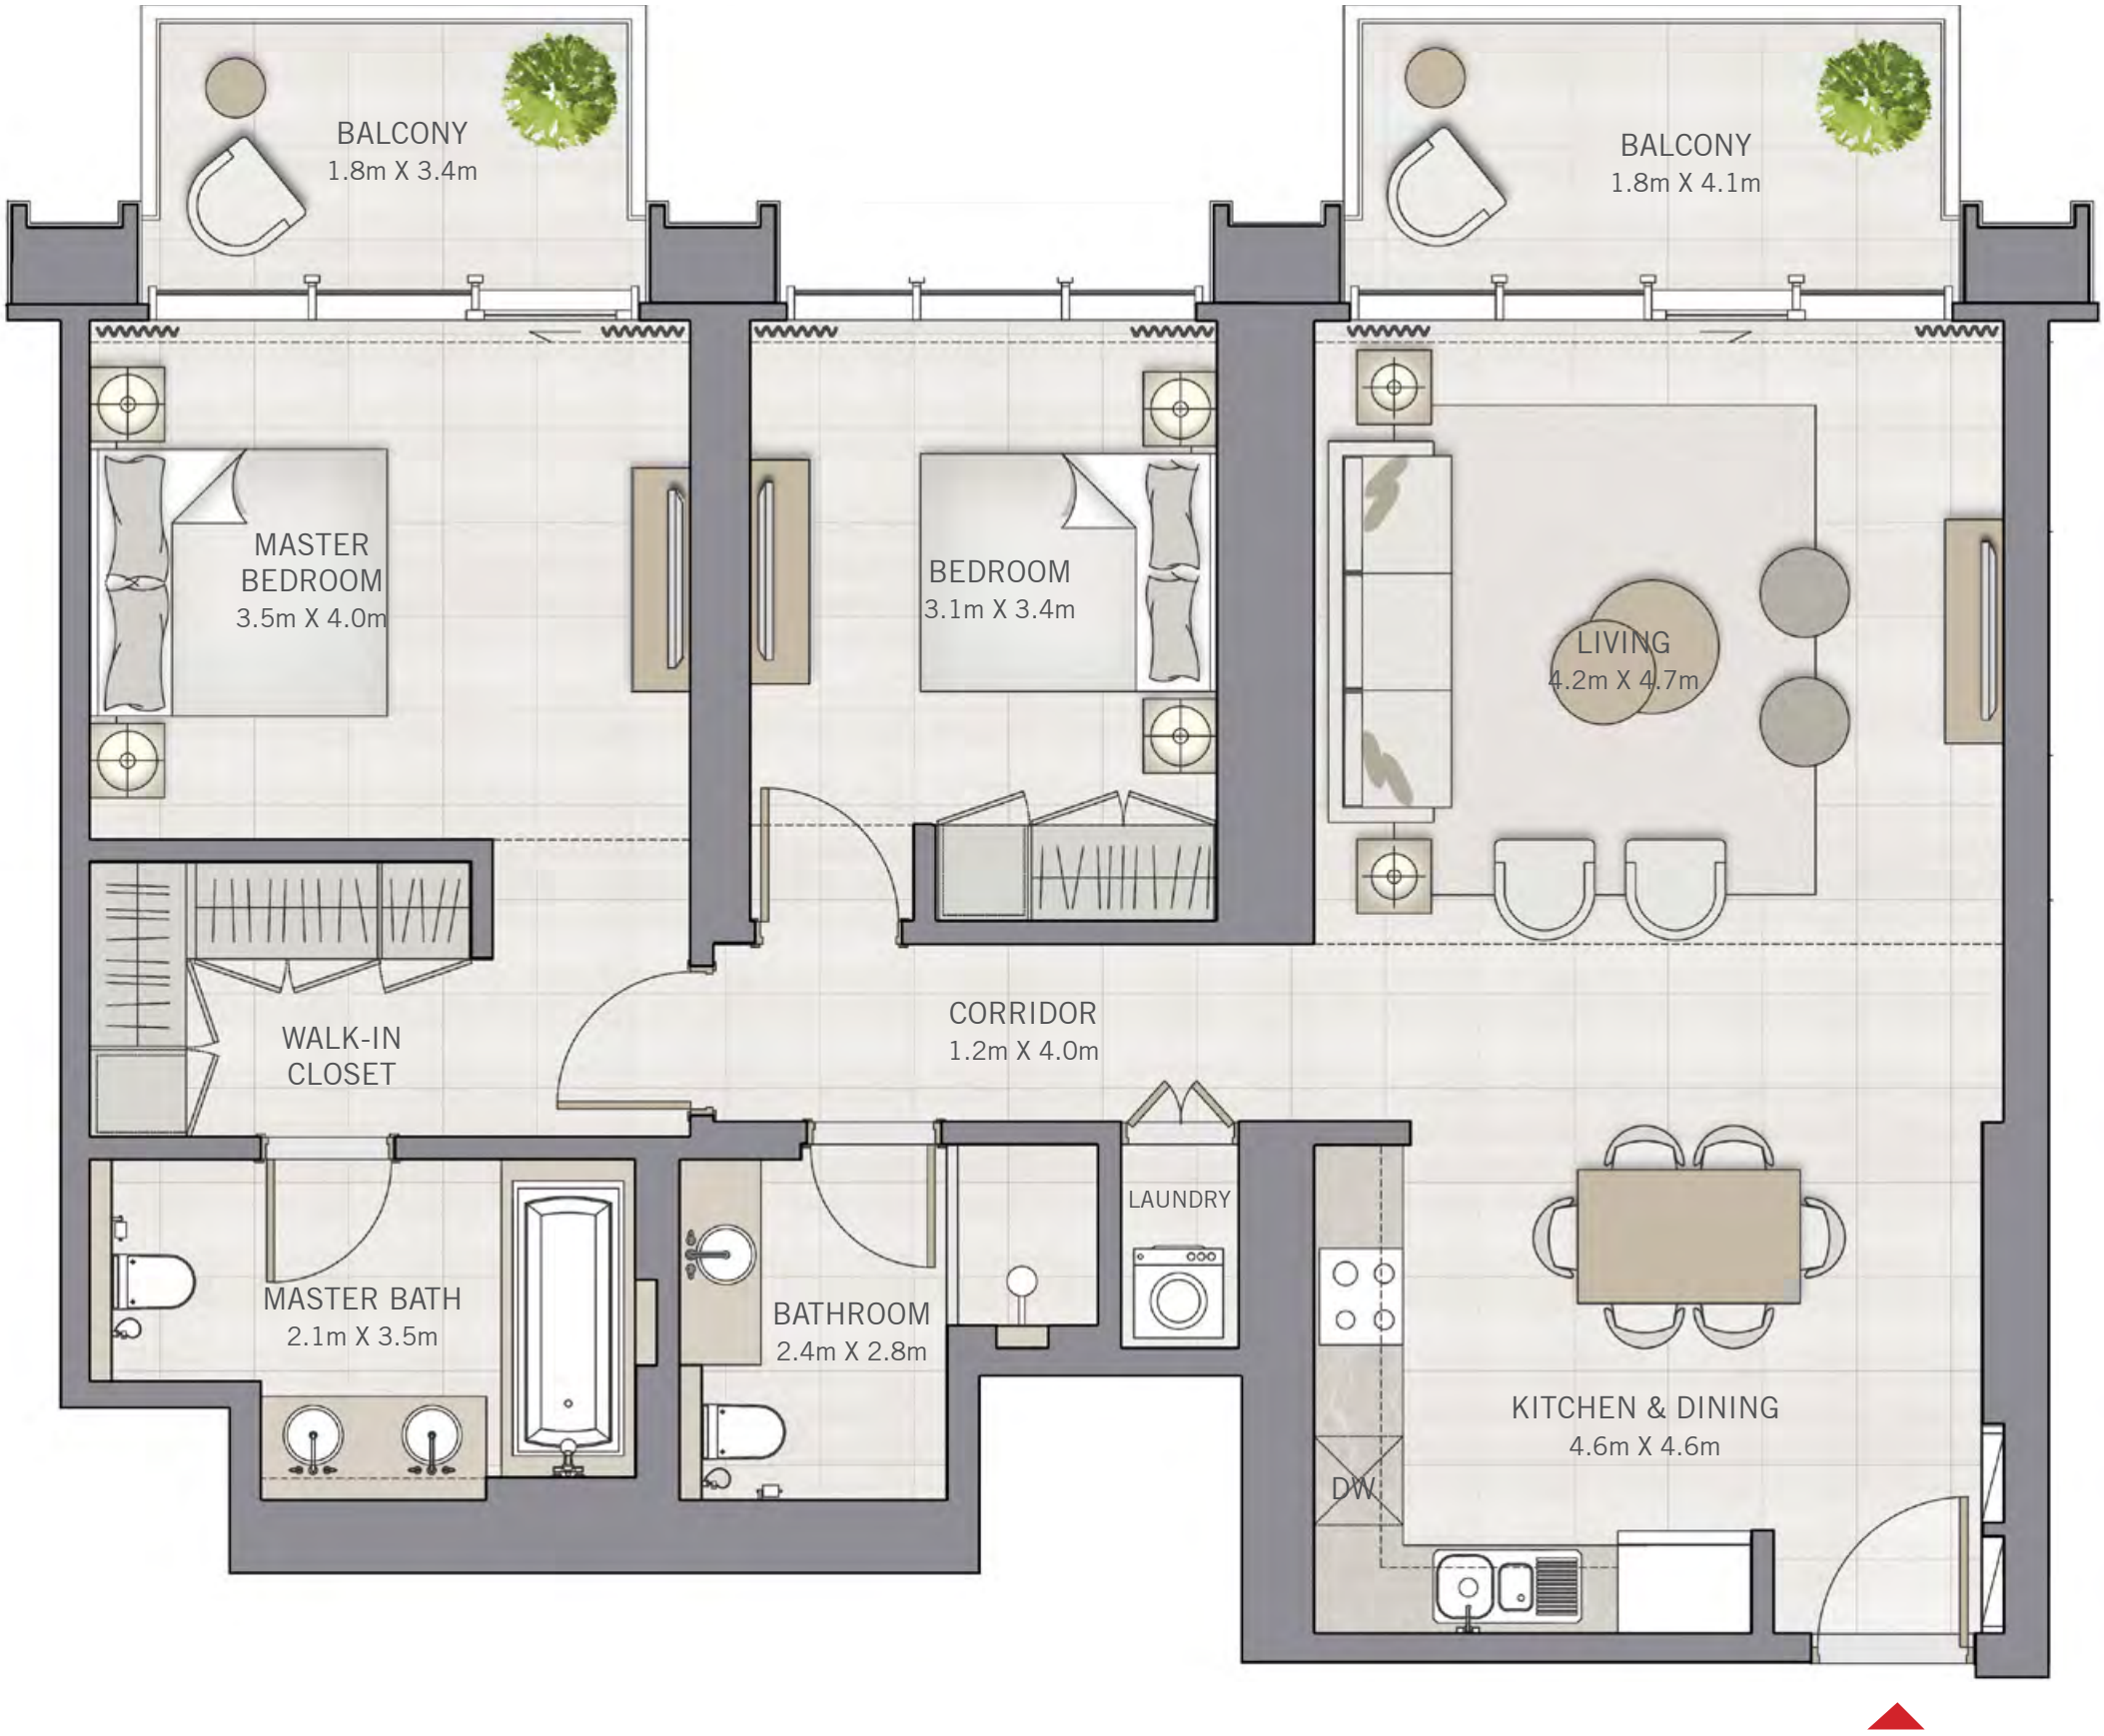 BALCONY
1.8m X 3.4m
BALCONY
1.8m X 4.1m
MASTER
BEDROOM
3.5m X 4.0m
BEDROOM
3.1m X 3.4m
LIVING
4.2m X 4.7m
WALK-IN
CLOSET
CORRIDOR
1.2m X 4.0m
LAUNDRY
MASTER BATH
2.1m X 3.5m
BATHROOM
2.4m X 2.8m
KITCHEN & DINING
4.6m X 4.6m
DW